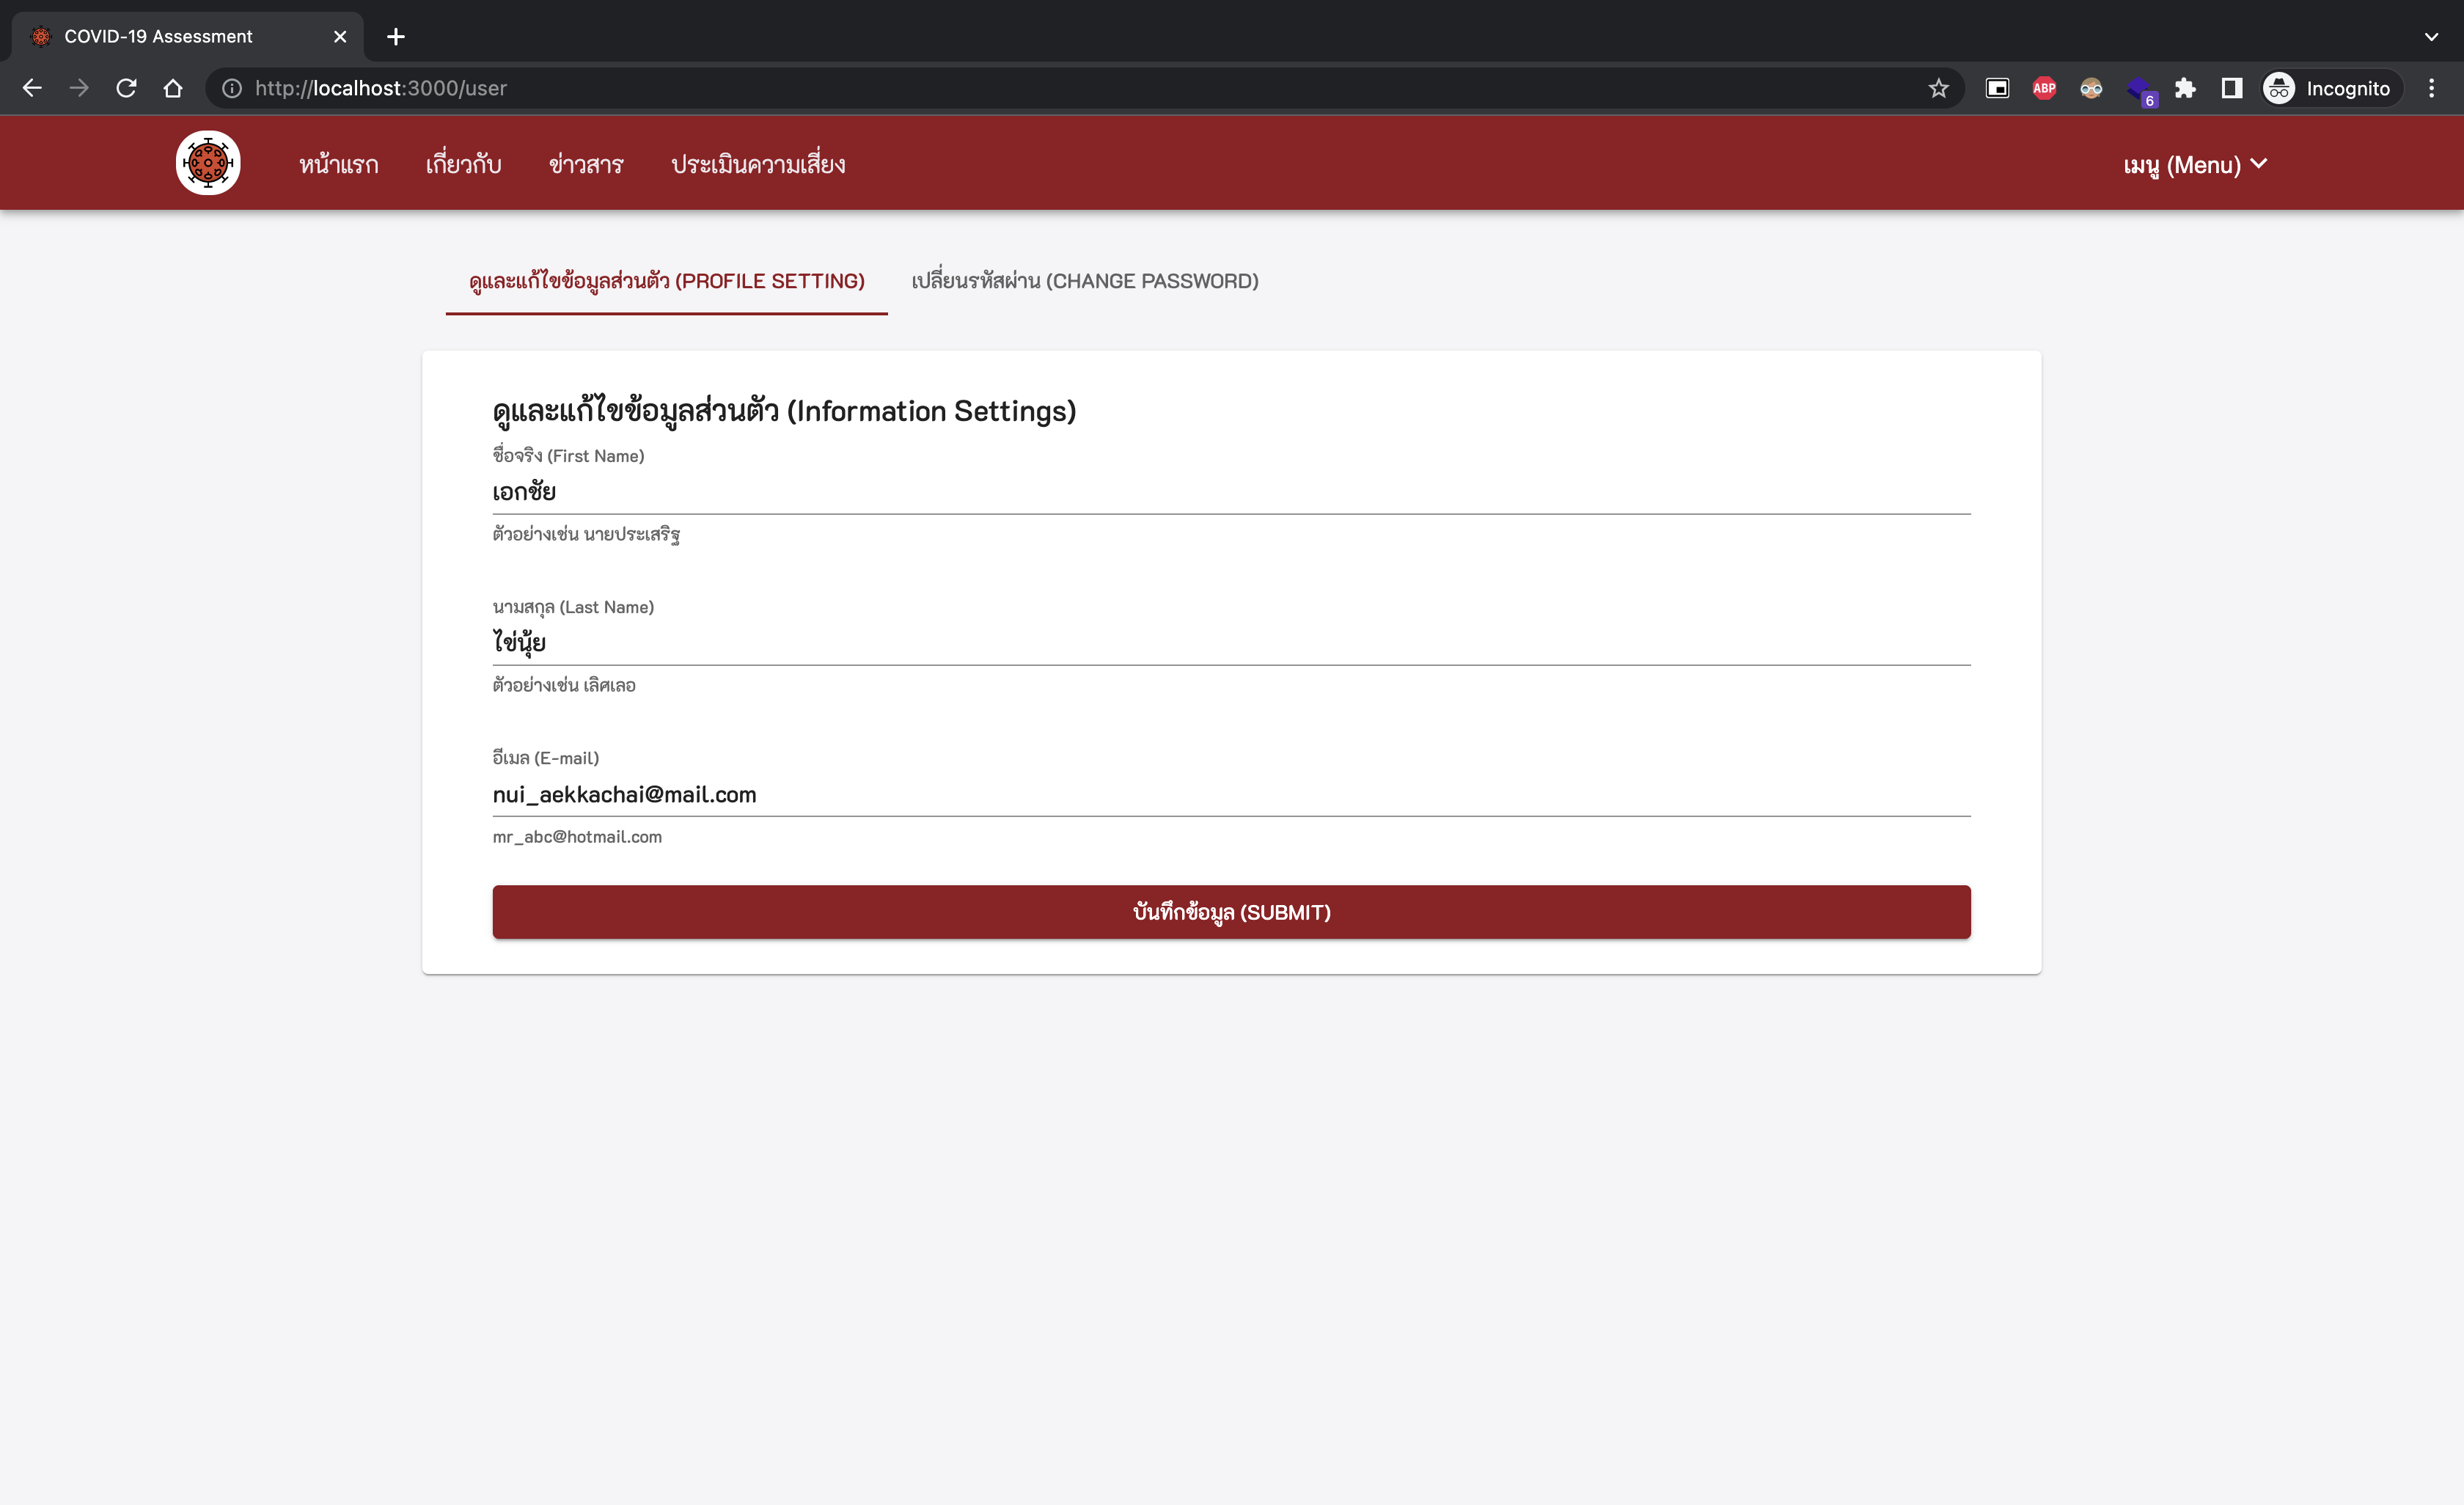 COVID-19 Assessment
http://localhost:3000/user
ABP
6
Incognito
หน้าแรก
เกี่ยวกับ
ข่าวสาร
ประเมินความเสี่ยง
เมนู (Menu)
ดูและแก้ไขข้อมูลส่วนตัว (PROFILE SETTING)
เปลี่ยนรหัสผ่าน (CHANGE PASSWORD)
ดูและแก้ไขข้อมูลส่วนตัว (Information Settings)
ชื่อจริง (First Name)
เอกชัย
ตัวอย่างเช่น นายประเสริฐ
นามสกุล (Last Name)
ไข่นุ้ย
ตัวอย่างเช่น เลิศเลอ
อีเมล (E-mail)
nui_aekkachai@mail.com
mr_abc@hotmail.com
บันทึกข้อมูล (SUBMIT)